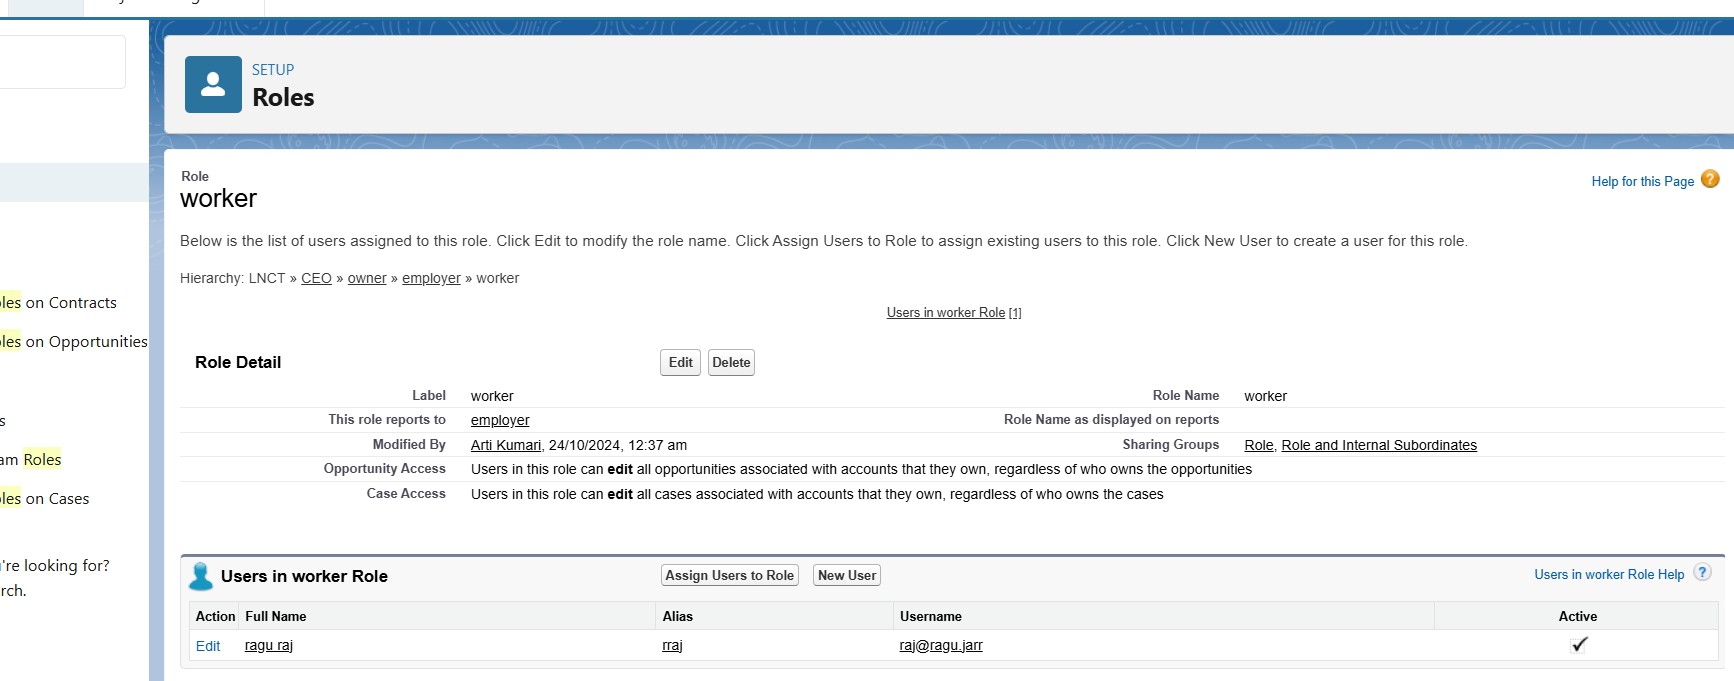 SETUP
Roles
Role
worker
Help for this Page
Below is the list of users assigned to this role. Click Edit to modify the role name. Click Assign Users to Role to assign existing users to this role. Click New User to create a user for this role.
Hierarchy: LNCT » CEO » owner » employer » worker
Users in worker Role [1]
Role Detail Edit Delete
Label worker Role Name worker
This role reports to employer Role Name as displayed on reports
Modified By Arti Kumari, 24/10/2024, 12:37 am Sharing Groups Role, Role and Internal Subordinates
Opportunity Access Users in this role can edit all opportunities associated with accounts that they own, regardless of who owns the opportunities
Case Access Users in this role can edit all cases associated with accounts that they own, regardless of who owns the cases
Users in worker Role Assign Users to Role New User Users in worker Role Help ?
Action Full Name Alias Username Active
Edit ragu raj rraj raj@ragu.jarr
les on Contracts
les on Opportunities
s
am Roles
les on Cases
're looking for?
rch.